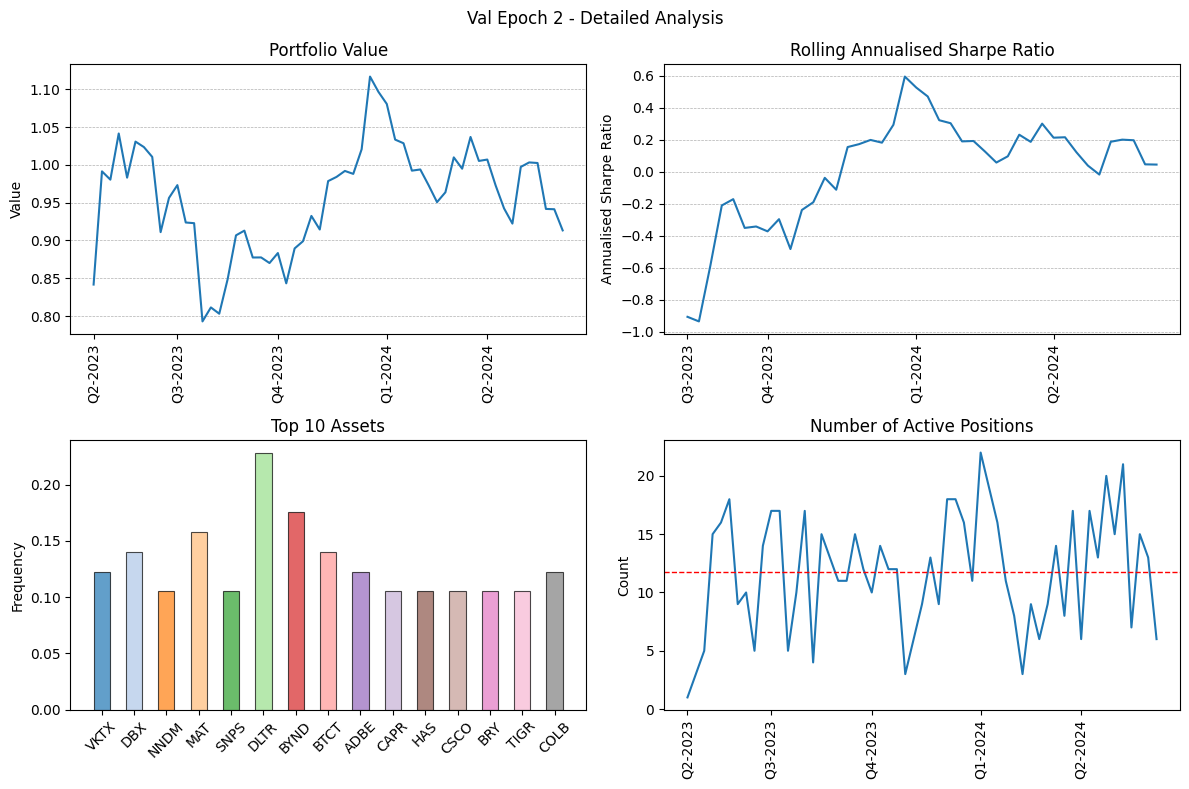 Val Epoch 2 - Detailed Analysis
Portfolio Value
Value
1.10
1.05
1.00
0.95
0.90
0.85
0.80
Q2-2023
Q3-2023
Q4-2023
Q1-2024
Q2-2024
Rolling Annualised Sharpe Ratio
Annualised Sharpe Ratio
0.6
0.4
0.2
0.0
−0.2
−0.4
−0.6
−0.8
−1.0
Q3-2023
Q4-2023
Q1-2024
Q2-2024
Top 10 Assets
Frequency
0.20
0.15
0.10
0.05
0.00
VKTX
DBX
NNDM
MAT
SNPS
DLTR
BYND
BTCT
ADBE
CAPR
HAS
CSCO
BRY
TIGR
COLB
Number of Active Positions
Count
20
15
10
5
0
Q2-2023
Q3-2023
Q4-2023
Q1-2024
Q2-2024